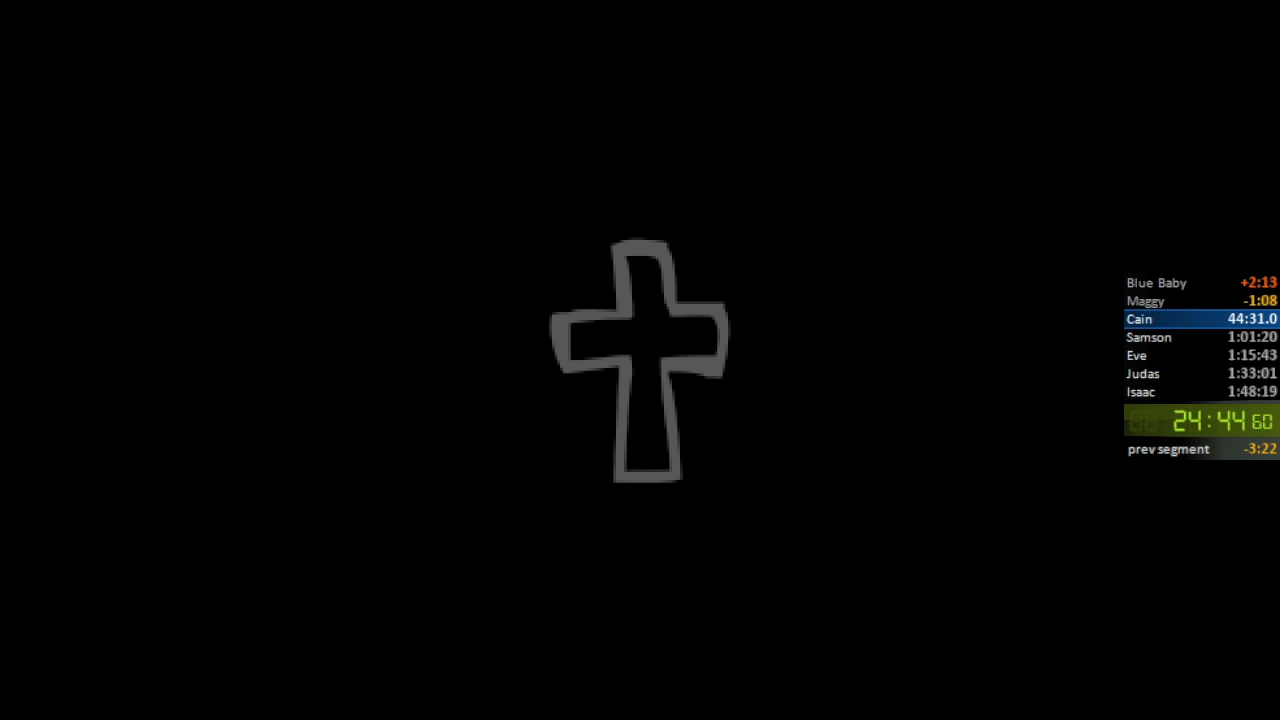 Blue Baby +2:13
Maggy -1:08
Cain 44:31.0
Samson 1:01:20
Eve 1:15:43
Judas 1:33:01
Isaac 1:48:19
24:44 60
prev segment -3:22